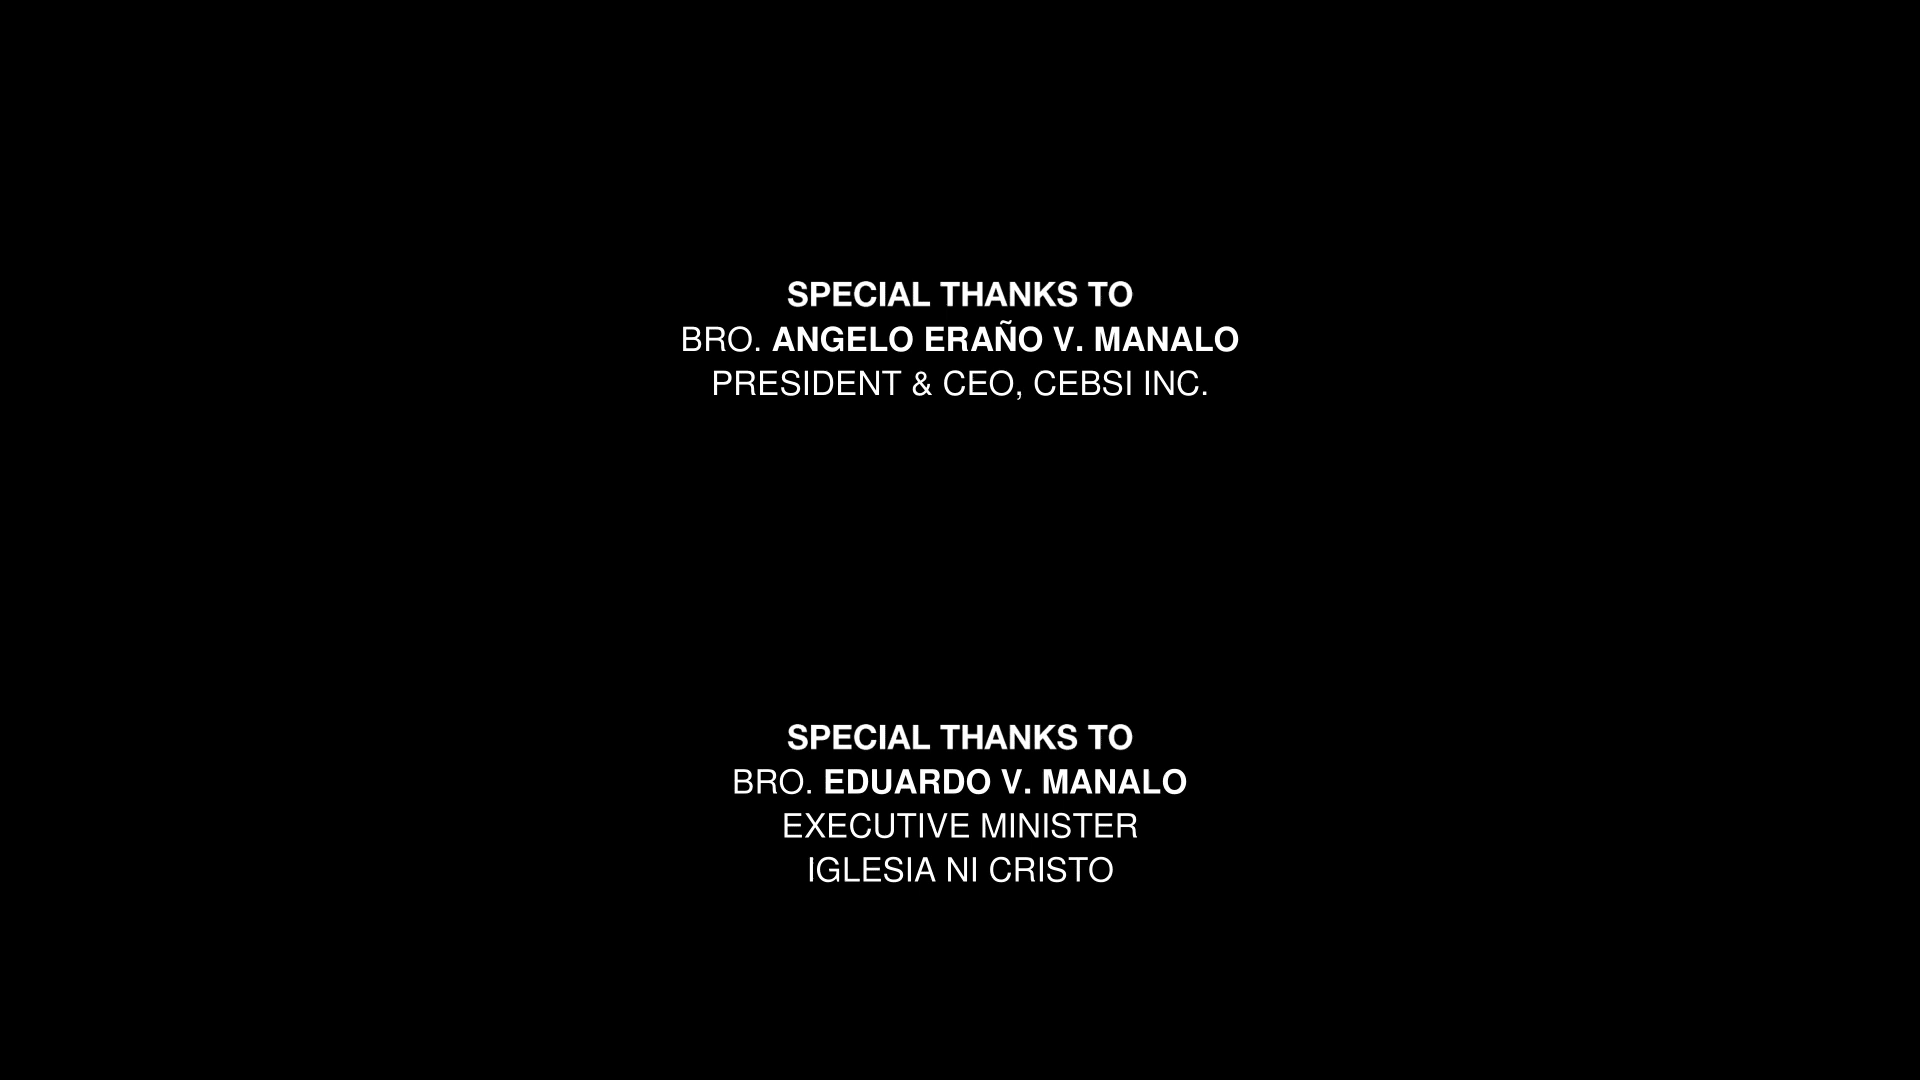 SPECIAL THANKS TO
BRO. ANGELO ERAÑO V. MANALO
PRESIDENT & CEO, CEBSI INC.
SPECIAL THANKS TO
BRO. EDUARDO V. MANALO
EXECUTIVE MINISTER
IGLESIA NI CRISTO